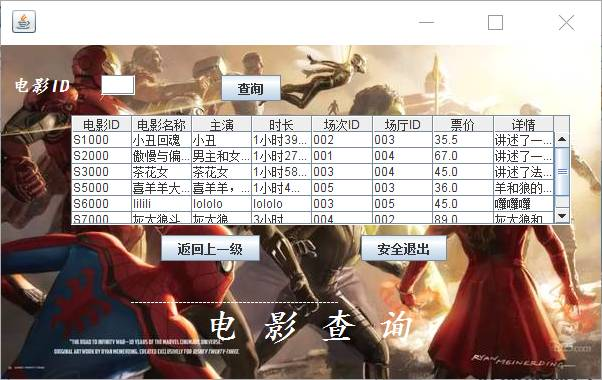 电影ID 查询
电影ID 电影名称 主演 时长 场次ID 场厅ID 票价 详情
S1000 小丑回魂 小丑 1小时39... 002 003 35.5 讲述了一...
S2000 傲慢与偏... 男主和女... 1小时27... 001 004 67.0 讲述了一...
S3000 茶花女 茶花女 1小时58... 003 004 45.0 讲述了法...
S5000 喜羊羊大... 喜羊羊，... 1小时4... 005 003 36.0 羊和狼的...
S6000 lilili lololo lololo 003 005 45.0 嘿嘿嘿
S7000 灰太狼斗... 灰太狼... 3小时... 004 002 89.0 灰太狼和...
返回上一级 安全退出
电影查询
"THE ROAD TO INFINITY WAR—10 YEARS OF THE MARVEL CINEMATIC UNIVERSE."
ORIGINAL ART WORK BY RYAN MEINERDING, CREATED EXCLUSIVELY FOR DISNEY TWENTY-THREE.
RYAN MEINERDING.